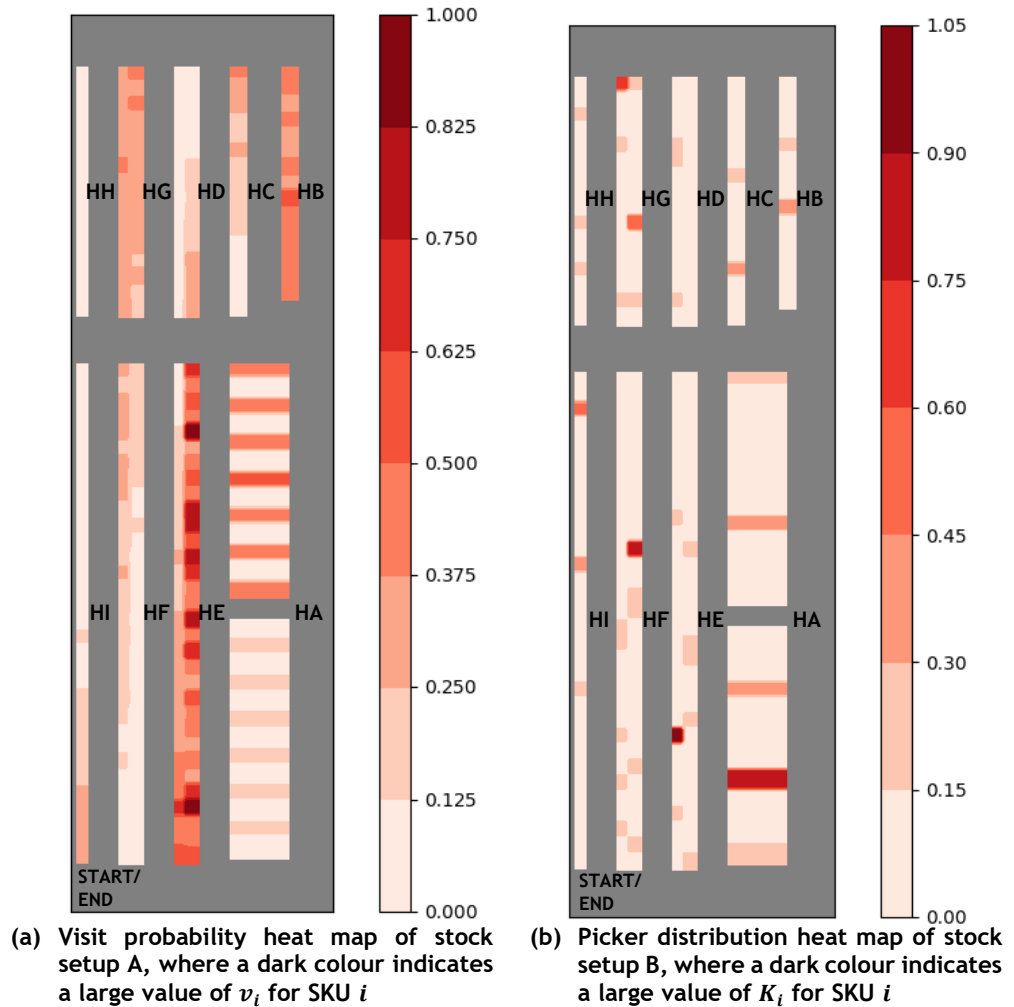 1.000
0.825
0.750
0.625
0.500
0.375
0.250
0.125
0.000
HH HG HD HC HB
HI HF HE HA
START/
END
(a) Visit probability heat map of stock
setup A, where a dark colour indicates
a large value of v_i for SKU i
1.05
0.90
0.75
0.60
0.45
0.30
0.15
0.00
HH HG HD HC HB
HI HF HE HA
START/
END
(b) Picker distribution heat map of stock
setup B, where a dark colour indicates
a large value of K_i for SKU i